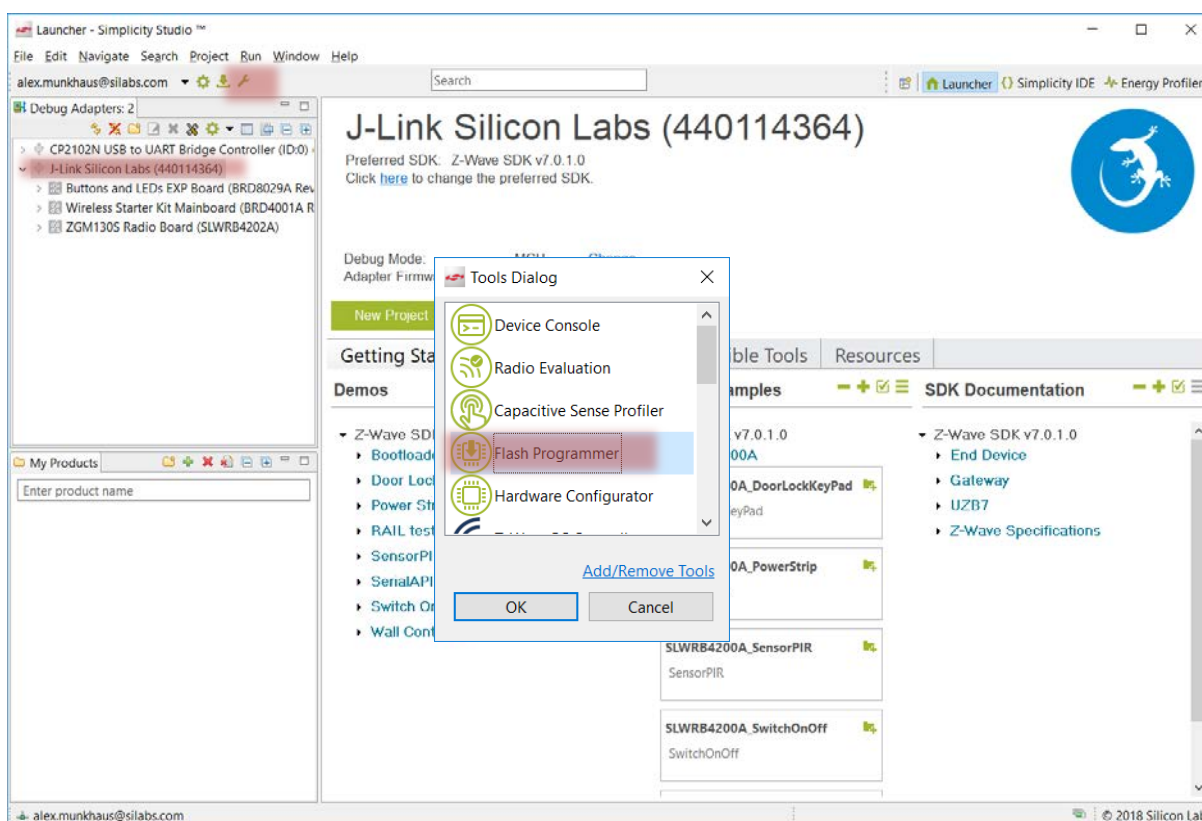 Launcher - Simplicity Studio ™
File Edit Navigate Search Project Run Window Help
alex.munkhaus@silabs.com
Search
Launcher
Simplicity IDE
Energy Profiler
Debug Adapters: 2
CP2102N USB to UART Bridge Controller (ID:0)
J-Link Silicon Labs (440114364)
Buttons and LEDs EXP Board (BRD8029A Rev
Wireless Starter Kit Mainboard (BRD4001A R
ZGM130S Radio Board (SLWRB4202A)
My Products
Enter product name
J-Link Silicon Labs (440114364)
Preferred SDK: Z-Wave SDK v7.0.1.0
Click here to change the preferred SDK.
Debug Mode:
Adapter Firmw
New Project
Getting Sta
ible Tools
Resources
Demos
Z-Wave SD
Bootloade
Door Loc
Power Str
RAIL test
SensorPI
SerialAPI
Switch On
Wall Cont
Tools Dialog
Device Console
Radio Evaluation
Capacitive Sense Profiler
Flash Programmer
Hardware Configurator
Add/Remove Tools
OK
Cancel
amples
v7.0.1.0
00A
0A_DoorLockKeyPad
eyPad
0A_PowerStrip
SLWRB4200A_SensorPIR
SensorPIR
SLWRB4200A_SwitchOnOff
SwitchOnOff
SDK Documentation
Z-Wave SDK v7.0.1.0
End Device
Gateway
UZB7
Z-Wave Specifications
alex.munkhaus@silabs.com
© 2018 Silicon Lab